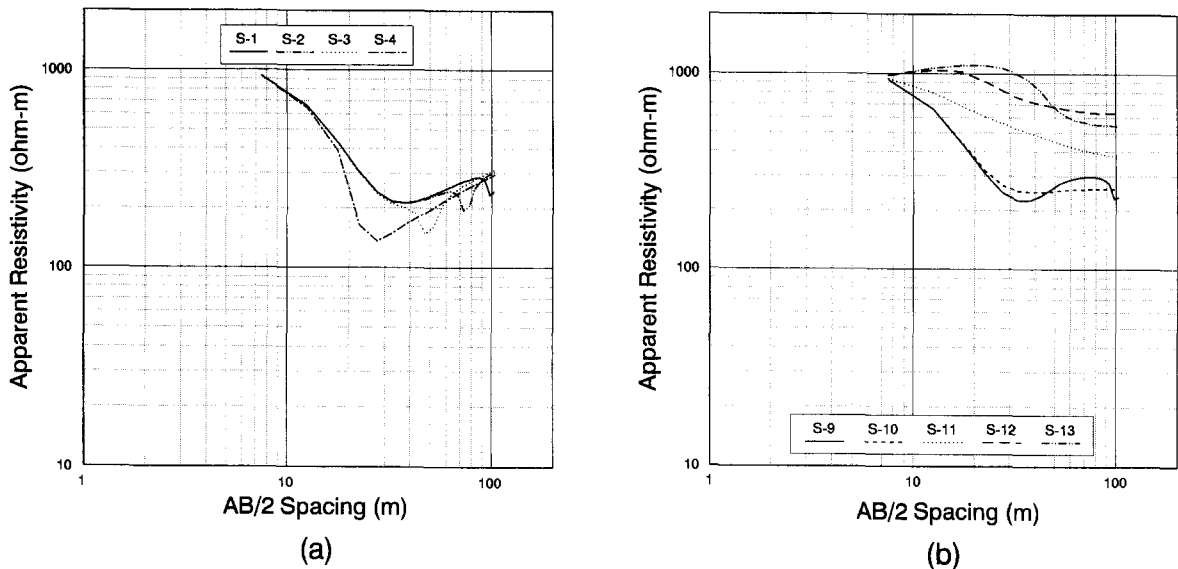 S-1 S-2 S-3 S-4
1000
100
10
1 10 100
Apparent Resistivity (ohm-m)
AB/2 Spacing (m)
(a)
1000
100
10
1 10 100
Apparent Resistivity (ohm-m)
S-9 S-10 S-11 S-12 S-13
AB/2 Spacing (m)
(b)